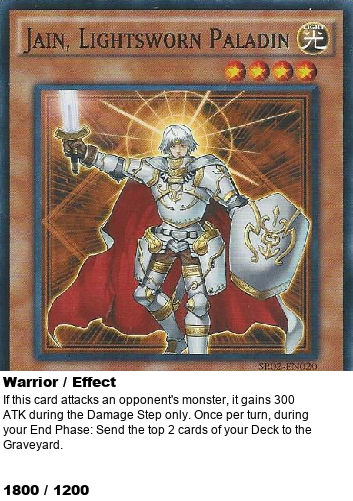 JAIN, LIGHTSWORN PALADIN
LIGHT
光
SP02-EN020
Warrior / Effect
If this card attacks an opponent's monster, it gains 300
ATK during the Damage Step only. Once per turn, during
your End Phase: Send the top 2 cards of your Deck to the
Graveyard.
1800 / 1200